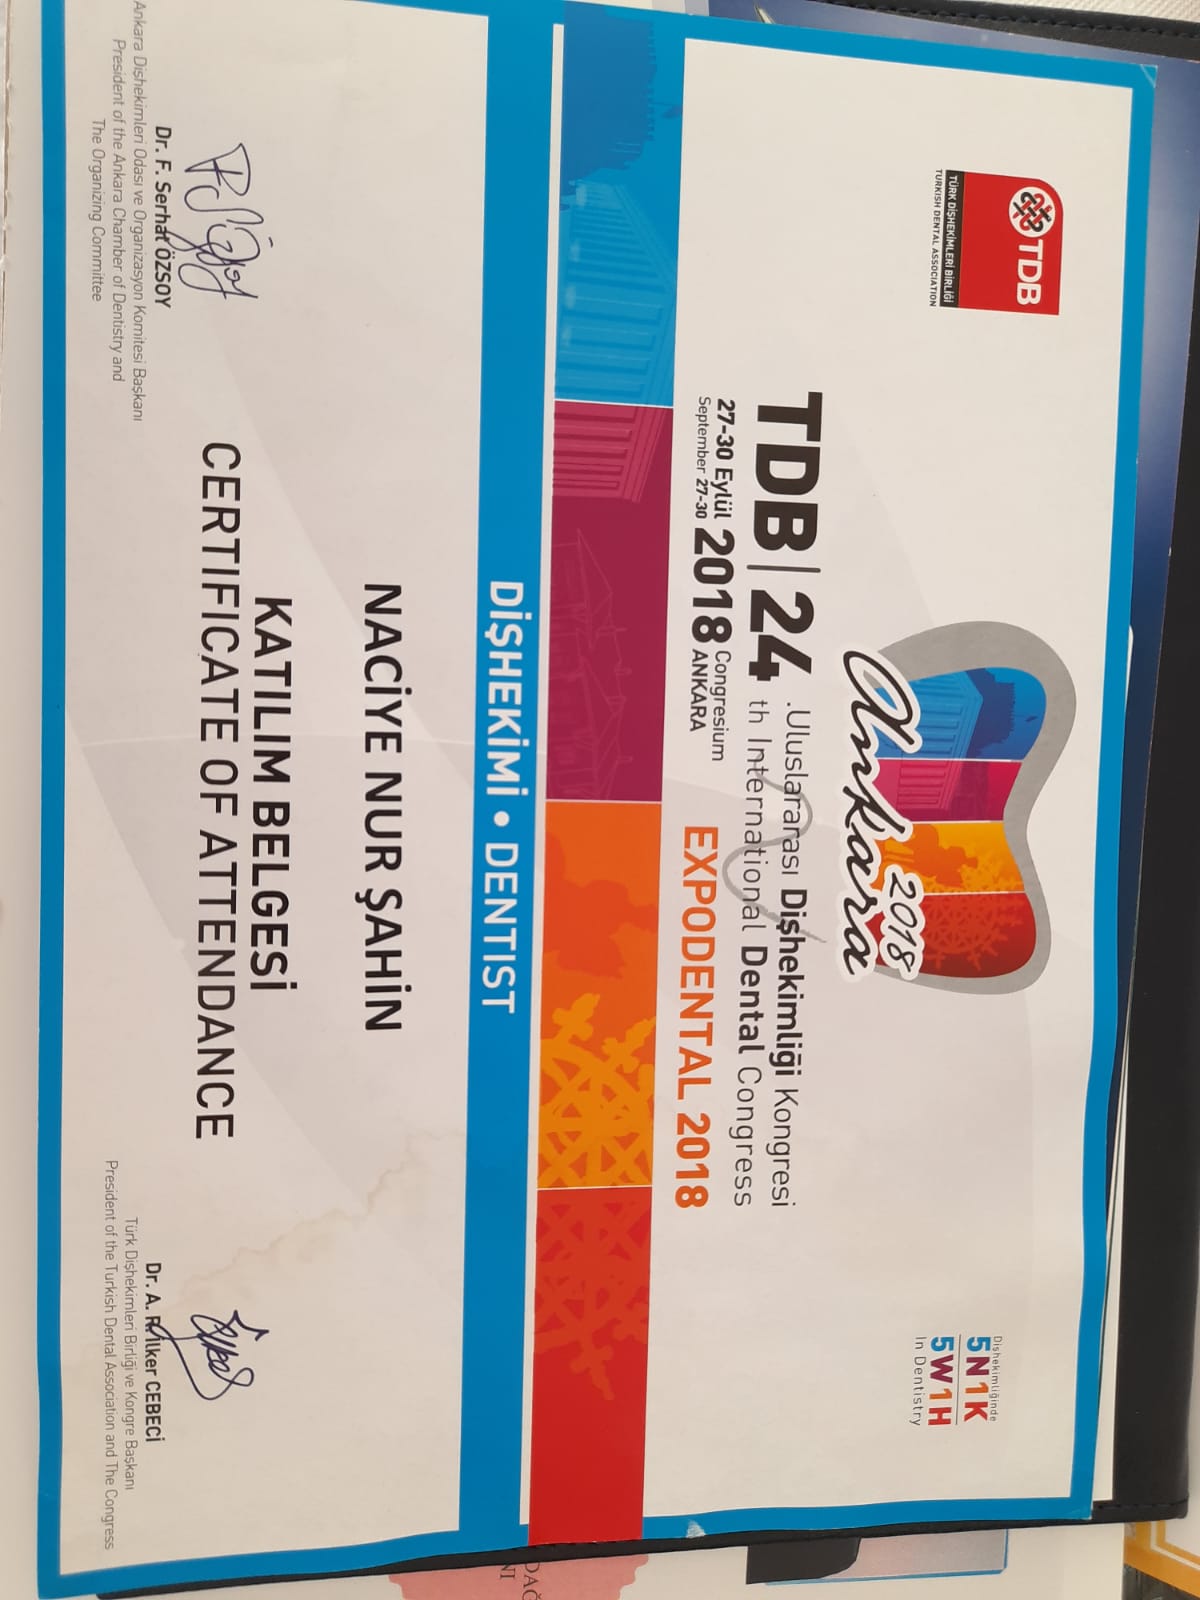 TDB
TÜRK DİŞHEKİMLERİ BİRLİĞİ
TURKISH DENTAL ASSOCIATION
Ankara
2018
Dişhekimliğinde
5N1K
5W1H
In Dentistry
TDB | 24 .Uluslararası Dişhekimliği Kongresi
th International Dental Congress
27-30 Eylül 2018 Congresium
September 27-30 ANKARA
EXPODENTAL 2018
DİŞHEKİMİ • DENTIST
NACİYE NUR ŞAHİN
KATILIM BELGESİ
CERTIFICATE OF ATTENDANCE
Dr. F. Serhat ÖZSOY
Ankara Dişhekimleri Odası ve Organizasyon Komitesi Başkanı
President of the Ankara Chamber of Dentistry and
The Organizing Committee
Dr. A. R. İlker CEBECİ
Türk Dişhekimleri Birliği ve Kongre Başkanı
President of the Turkish Dental Association and The Congress